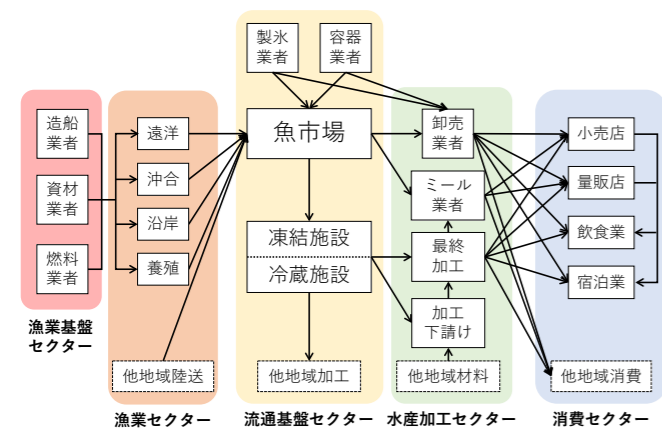 製氷
業者
容器
業者
造船
業者
資材
業者
燃料
業者
漁業基盤
セクター
遠洋
沖合
沿岸
養殖
他地域陸送
漁業セクター
魚市場
凍結施設
冷蔵施設
他地域加工
流通基盤セクター
卸売
業者
ミール
業者
最終
加工
加工
下請け
他地域材料
水産加工セクター
小売店
量販店
飲食業
宿泊業
他地域消費
消費セクター